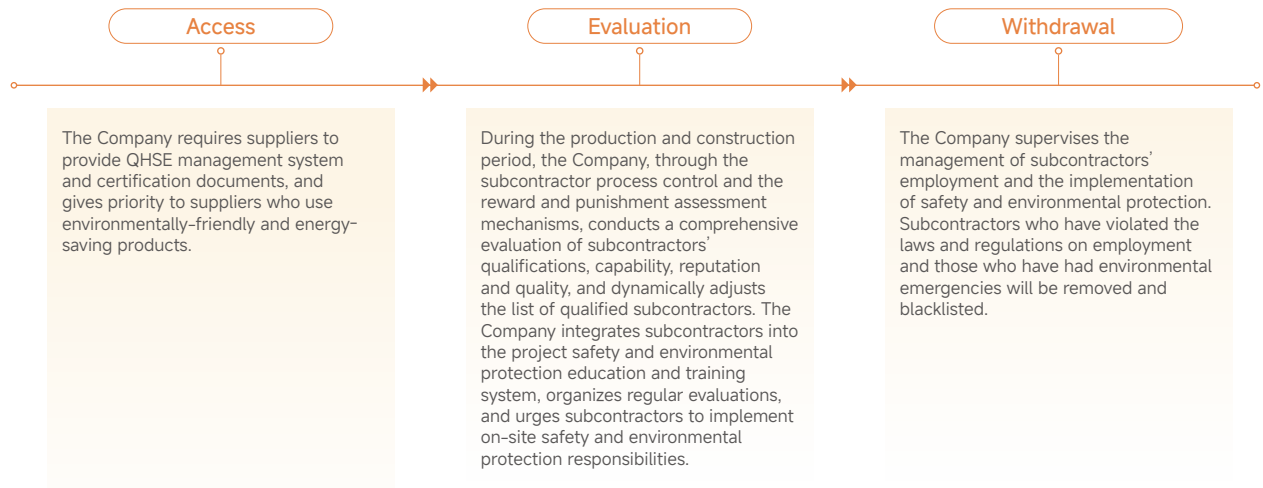 Access
The Company requires suppliers to
provide QHSE management system
and certification documents, and
gives priority to suppliers who use
environmentally-friendly and energy-
saving products.
Evaluation
During the production and construction
period, the Company, through the
subcontractor process control and the
reward and punishment assessment
mechanisms, conducts a comprehensive
evaluation of subcontractors’
qualifications, capability, reputation
and quality, and dynamically adjusts
the list of qualified subcontractors. The
Company integrates subcontractors into
the project safety and environmental
protection education and training
system, organizes regular evaluations,
and urges subcontractors to implement
on-site safety and environmental
protection responsibilities.
Withdrawal
The Company supervises the
management of subcontractors’
employment and the implementation
of safety and environmental protection.
Subcontractors who have violated the
laws and regulations on employment
and those who have had environmental
emergencies will be removed and
blacklisted.